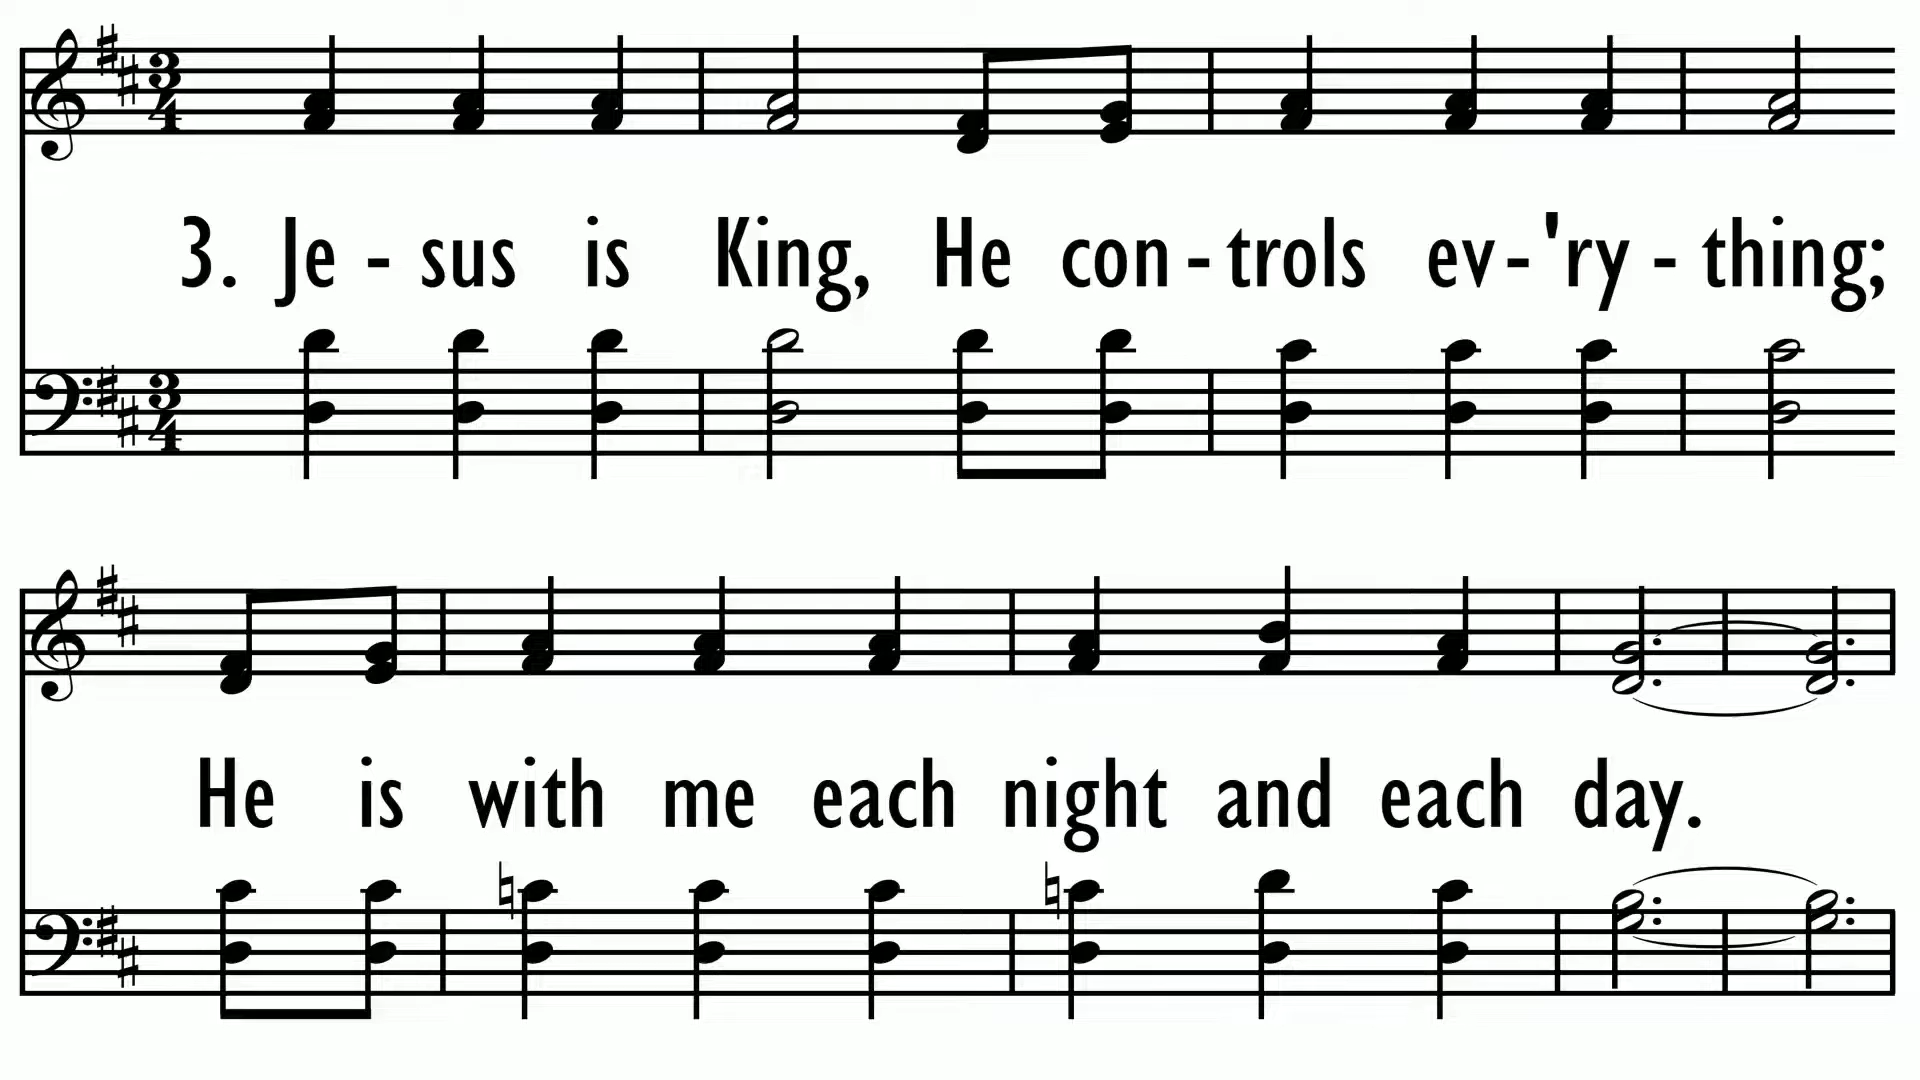 3. Je - sus is King, He con - trols ev - 'ry - thing;
He is with me each night and each day.